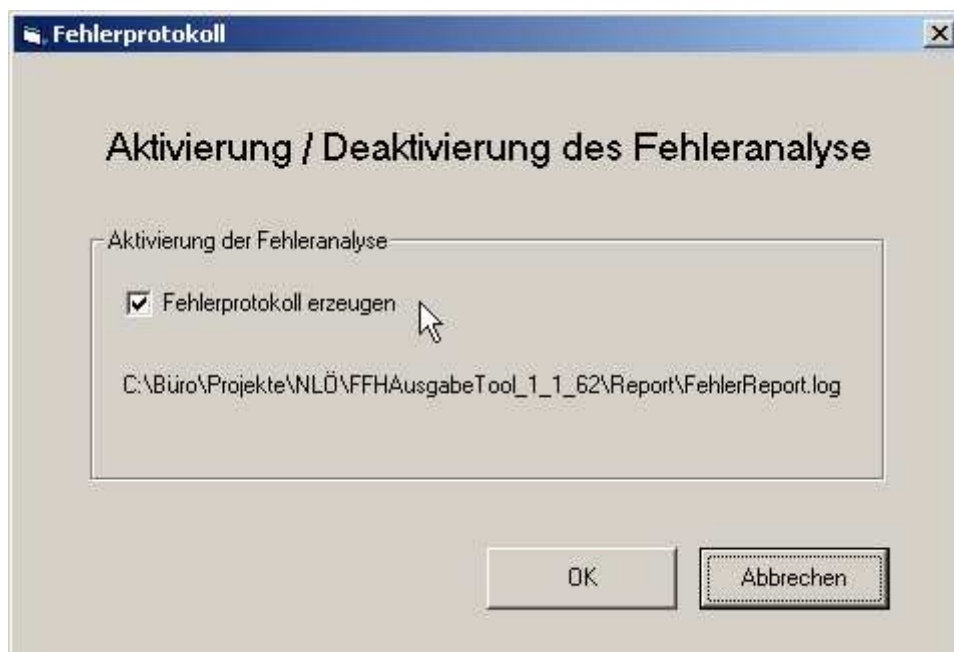 Fehlerprotokoll
Aktivierung / Deaktivierung des Fehleranalyse
Aktivierung der Fehleranalyse
Fehlerprotokoll erzeugen
C:\Büro\Projekte\NLÖ\FFHAusgabeTool_1_1_62\Report\FehlerReport.log
OK
Abbrechen